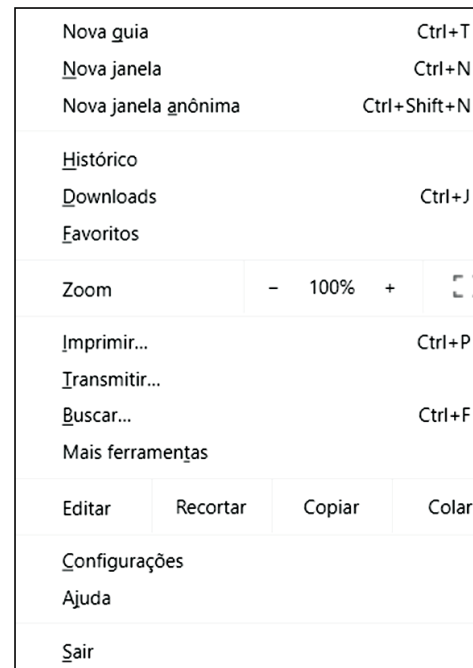 Nova guia Ctrl+T
Nova janela Ctrl+N
Nova janela anônima Ctrl+Shift+N
Histórico
Downloads Ctrl+J
Favoritos
Zoom − 100% +
Imprimir... Ctrl+P
Transmitir...
Buscar... Ctrl+F
Mais ferramentas
Editar Recortar Copiar Colar
Configurações
Ajuda
Sair